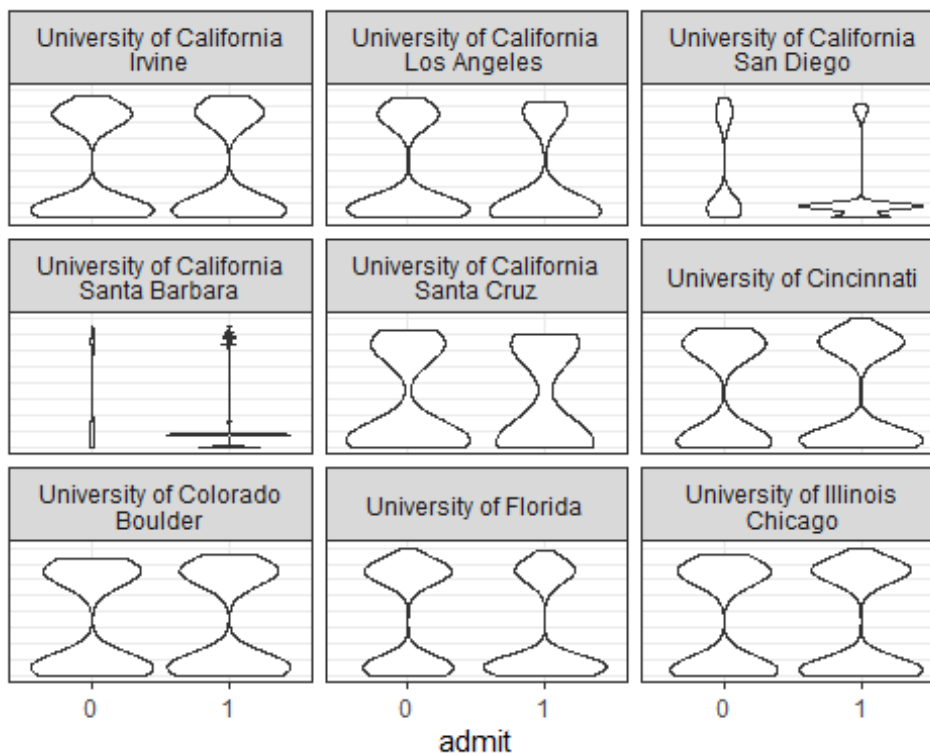 University of California
Irvine
University of California
Los Angeles
University of California
San Diego
University of California
Santa Barbara
University of California
Santa Cruz
University of Cincinnati
University of Colorado
Boulder
University of Florida
University of Illinois
Chicago
0 1 0 1 0 1
admit